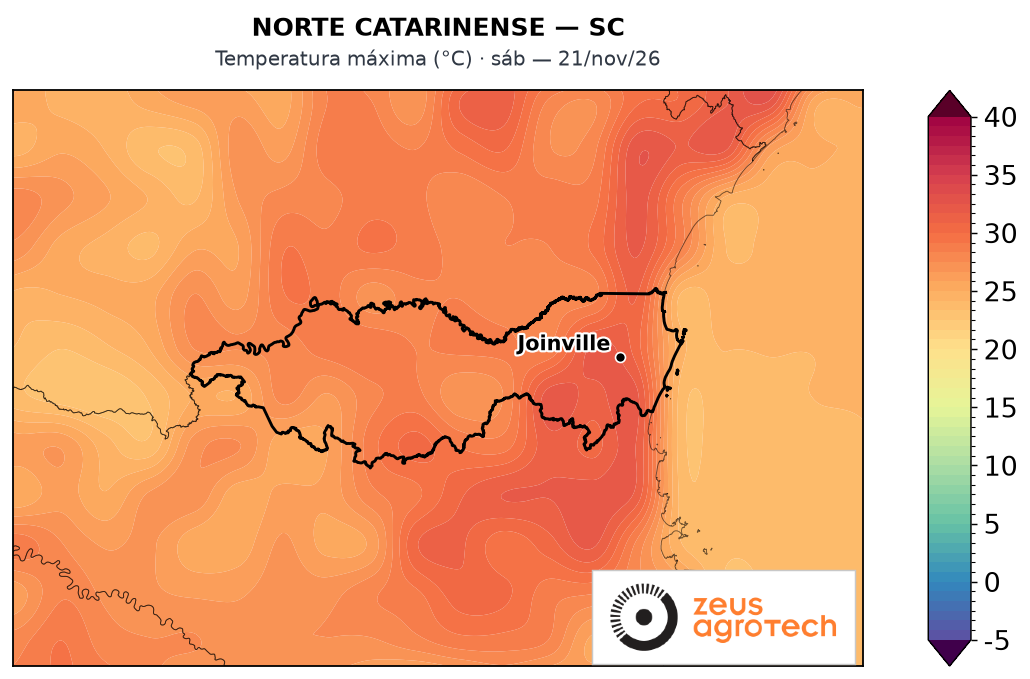 NORTE CATARINENSE — SC
Temperatura máxima (°C) · sáb — 21/nov/26
Joinville
40
35
30
25
20
15
10
5
0
-5
zeus
agrotech